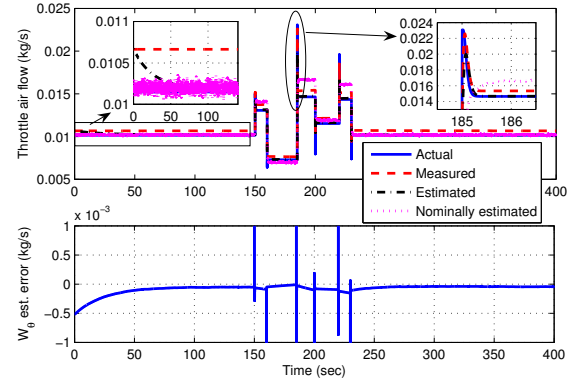 Throttle air flow (kg/s)
0.025
0.02
0.015
0.01
0.005
0 50 100 150 200 250 300 350 400
0.011
0.0105
0.01
0 50 100
0.024
0.022
0.02
0.018
0.016
0.014
185 186
Actual
Measured
Estimated
Nominally estimated
x 10⁻³
Wθ est. error (kg/s)
1
0.5
0
−0.5
−1
0 50 100 150 200 250 300 350 400
Time (sec)